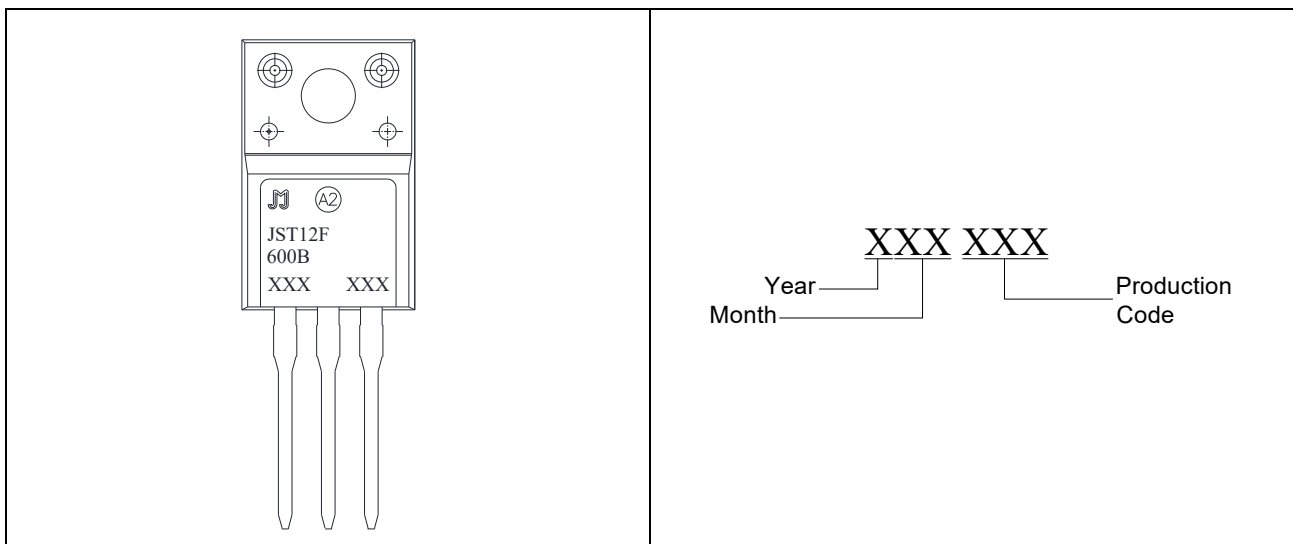 JJ A2
JST12F
600B
XXX XXX
XXX XXX
Year
Month
Production
Code